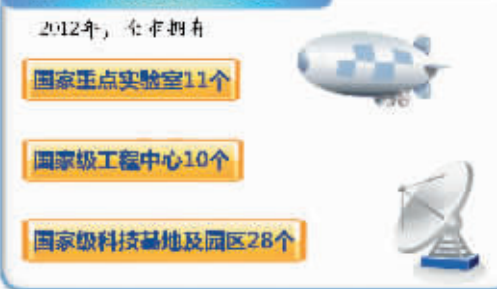 2012年，全市拥有
国家重点实验室11个
国家级工程中心10个
国家级科技基地及园区28个